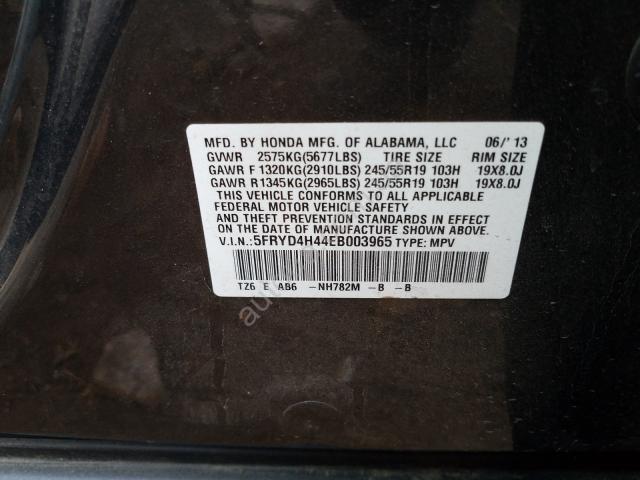 MFD. BY HONDA MFG. OF ALABAMA, LLC 06/'13
GVWR 2575KG(5677LBS) TIRE SIZE RIM SIZE
GAWR F 1320KG(2910LBS) 245/55R19 103H 19X8.0J
GAWR R1345KG(2965LBS) 245/55R19 103H 19X8.0J
THIS VEHICLE CONFORMS TO ALL APPLICABLE
FEDERAL MOTOR VEHICLE SAFETY
AND THEFT PREVENTION STANDARDS IN EFFECT
ON THE DATE OF MANUFACTURE SHOWN ABOVE.
V.I.N.: 5FRYD4H44EB003965 TYPE: MPV
TZ6 E AB6 -NH782M -B -B